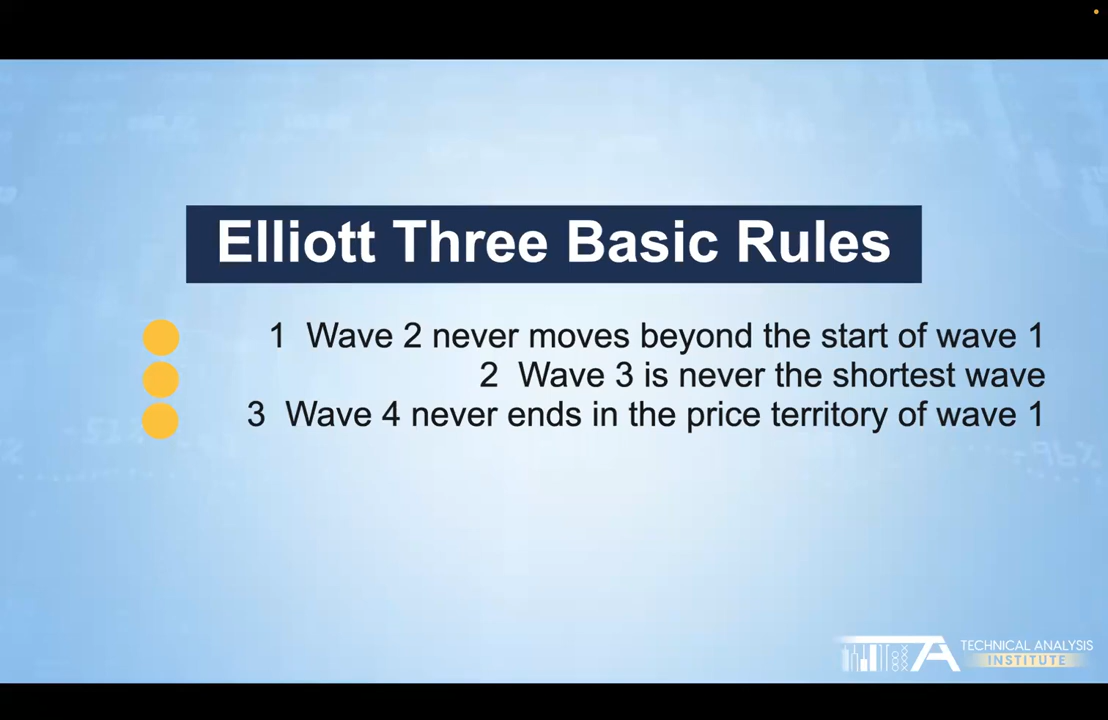 Elliott Three Basic Rules
1 Wave 2 never moves beyond the start of wave 1
2 Wave 3 is never the shortest wave
3 Wave 4 never ends in the price territory of wave 1
TECHNICAL ANALYSIS
INSTITUTE